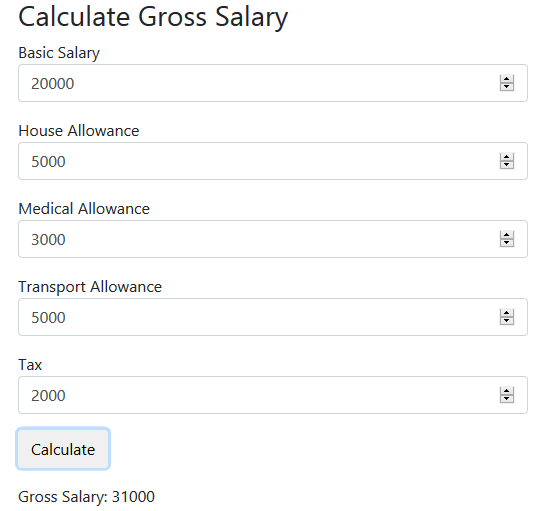 Calculate Gross Salary
Basic Salary
20000
House Allowance
5000
Medical Allowance
3000
Transport Allowance
5000
Tax
2000
Calculate
Gross Salary: 31000